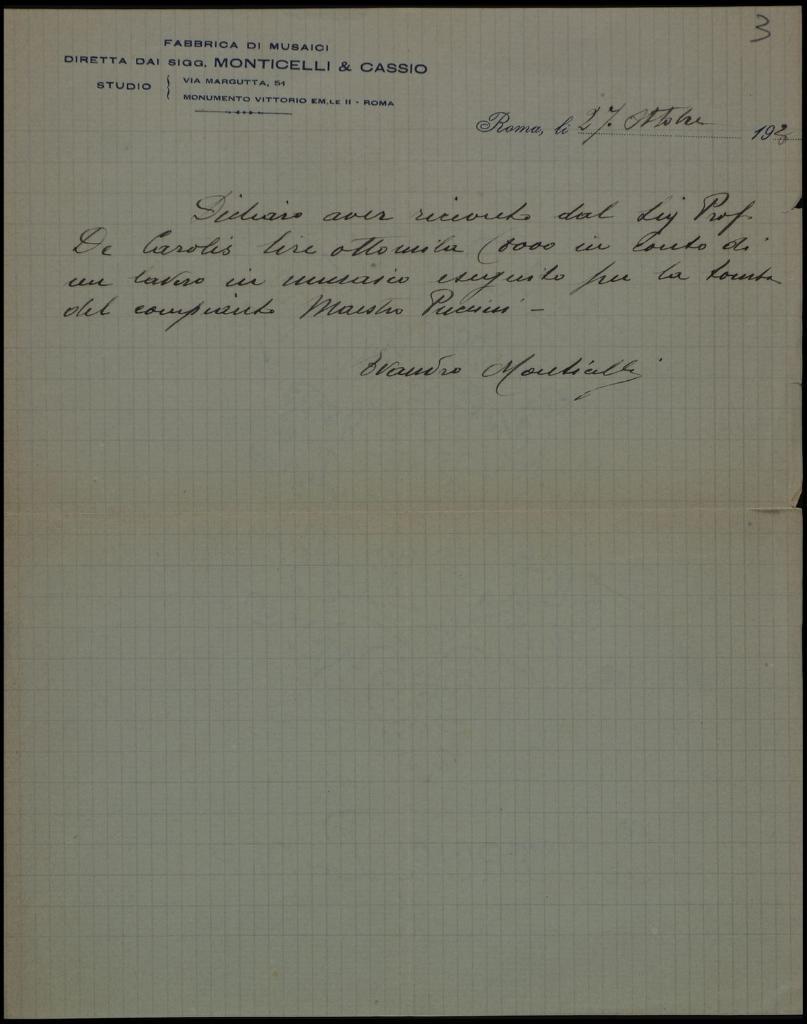 3
FABBRICA DI MUSAICI
DIRETTA DAI SIGG. MONTICELLI & CASSIO
STUDIO { VIA MARGUTTA, 51
MONUMENTO VITTORIO EM.LE II - ROMA
Roma, li 27. Ottobre 192
Dichiaro aver ricevuto dal Sig Prof.
De Carolis lire ottomila (8000 in conto di
un lavoro in musaico eseguito per la tomba
del compianto Maestro Puccini –
Evandro Monticelli